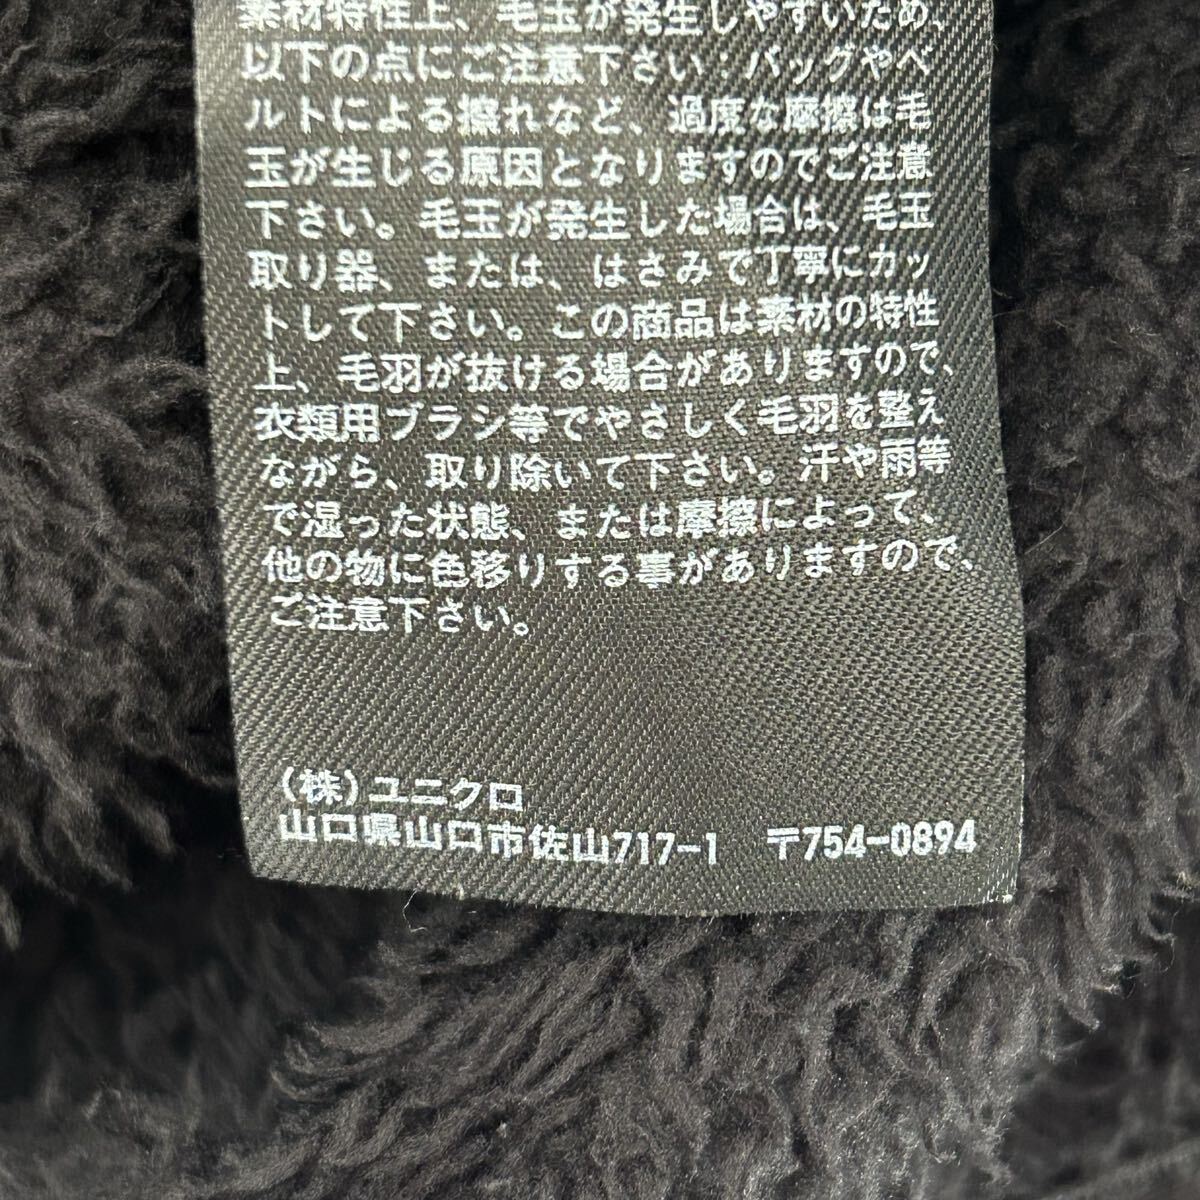 素材特性上、毛玉が発生しやすいため、
以下の点にご注意下さい：バッグやベ
ルトによる擦れなど、過度な摩擦は毛
玉が生じる原因となりますのでご注意
下さい。毛玉が発生した場合は、毛玉
取り器、または、はさみで丁寧にカッ
トして下さい。この商品は素材の特性
上、毛羽が抜ける場合がありますので、
衣類用ブラシ等でやさしく毛羽を整え
ながら、取り除いて下さい。汗や雨等
で湿った状態、または摩擦によって、
他の物に色移りする事がありますので、
ご注意下さい。
（株）ユニクロ
山口県山口市佐山717-1 〒754-0894